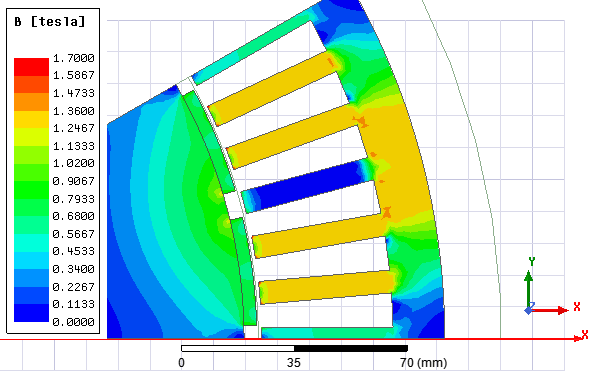 B [tesla]
1.7000
1.5867
1.4733
1.3600
1.2467
1.1333
1.0200
0.9067
0.7933
0.6800
0.5667
0.4533
0.3400
0.2267
0.1133
0.0000
Y
Z
X
X
0 35 70 (mm)